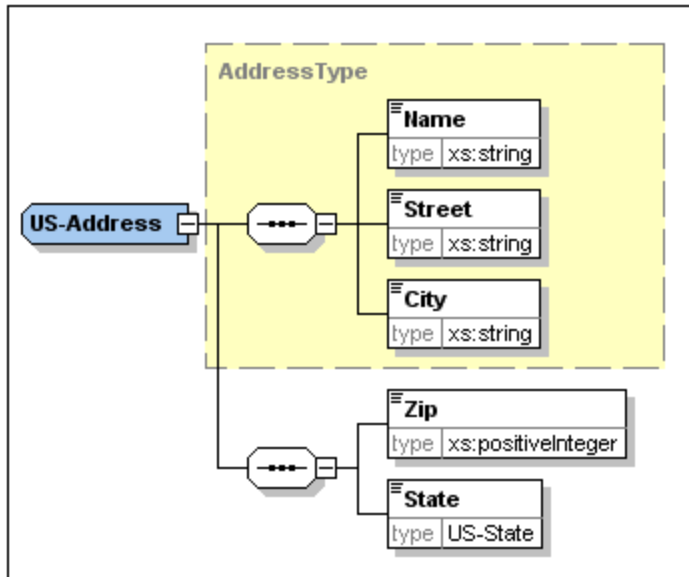 AddressType
Name
type xs:string
US-Address
Street
type xs:string
City
type xs:string
Zip
type xs:positiveInteger
State
type US-State